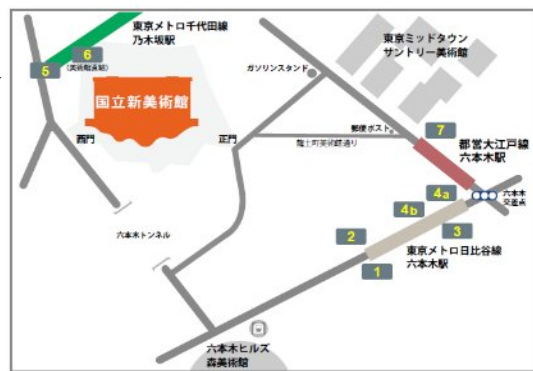 東京メトロ千代田線
乃木坂駅
6
(美術館直結)
5
国立新美術館
西門
正門
ガソリンスタンド
東京ミッドタウン
サントリー美術館
郵便ポスト
龍土町美術館通り
7
都営大江戸線
六本木駅
4a
六本木
交差点
4b
3
2
東京メトロ日比谷線
六本木駅
1
六本木トンネル
六本木ヒルズ
森美術館